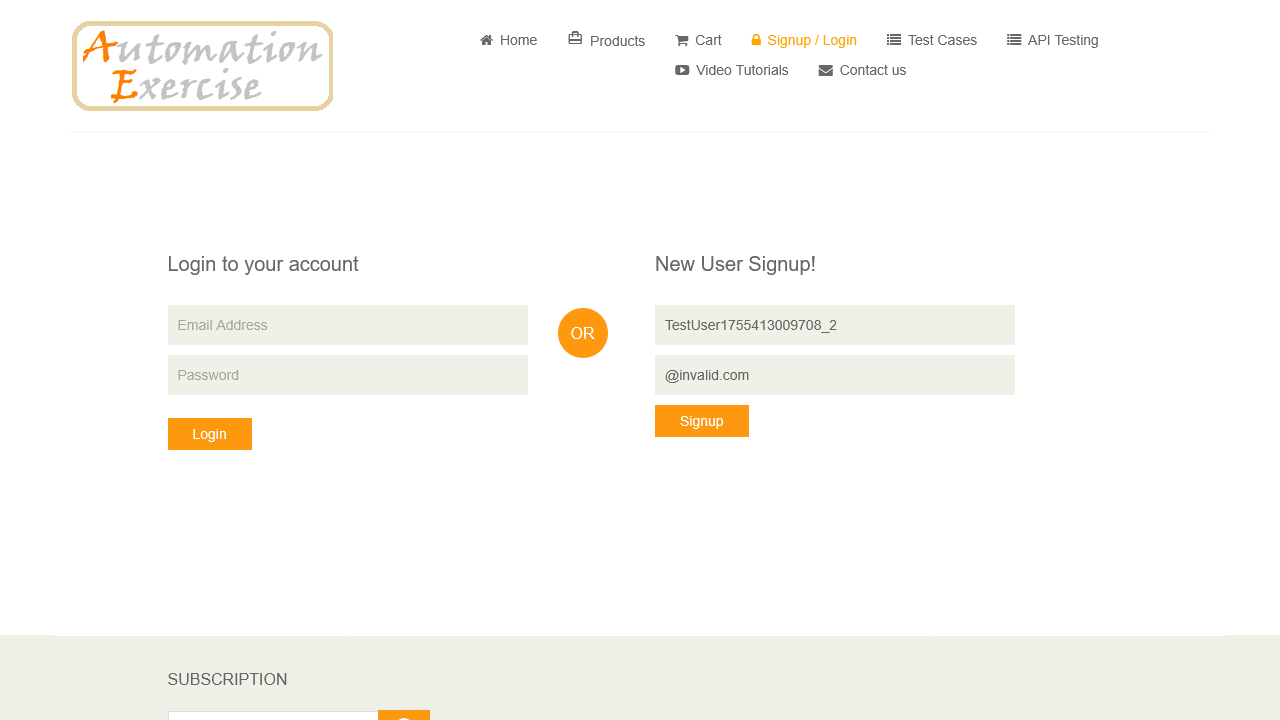 Automation
Exercise
Home Products Cart Signup / Login Test Cases API Testing
Video Tutorials Contact us
Login to your account
Email Address
Password
Login
OR
New User Signup!
TestUser1755413009708_2
@invalid.com
Signup
SUBSCRIPTION